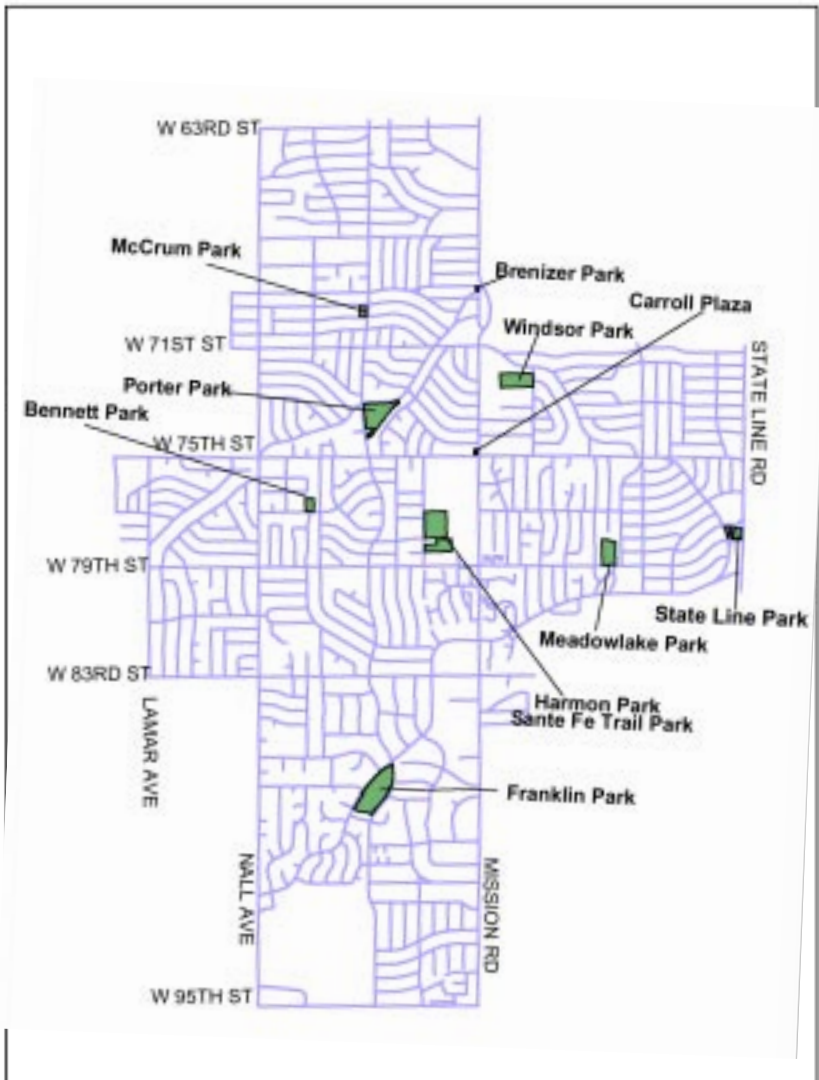 W 63RD ST
McCrum Park
Brenizer Park
Carroll Plaza
Windsor Park
W 71ST ST
STATE LINE RD
Porter Park
Bennett Park
W 75TH ST
W 79TH ST
State Line Park
Meadowlake Park
W 83RD ST
Harmon Park
Sante Fe Trail Park
LAMAR AVE
Franklin Park
NALL AVE
MISSION RD
W 95TH ST